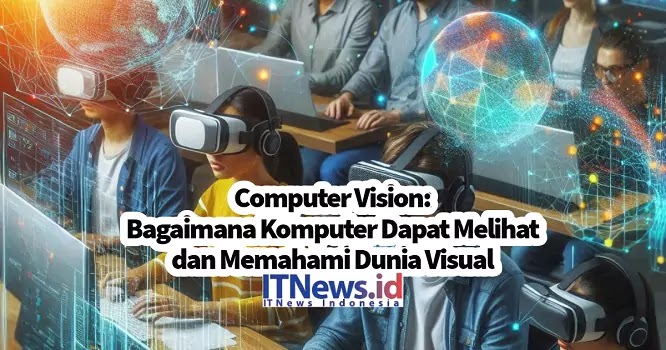 Computer Vision:
Bagaimana Komputer Dapat Melihat
dan Memahami Dunia Visual
ITNews.id
ITNews Indonesia